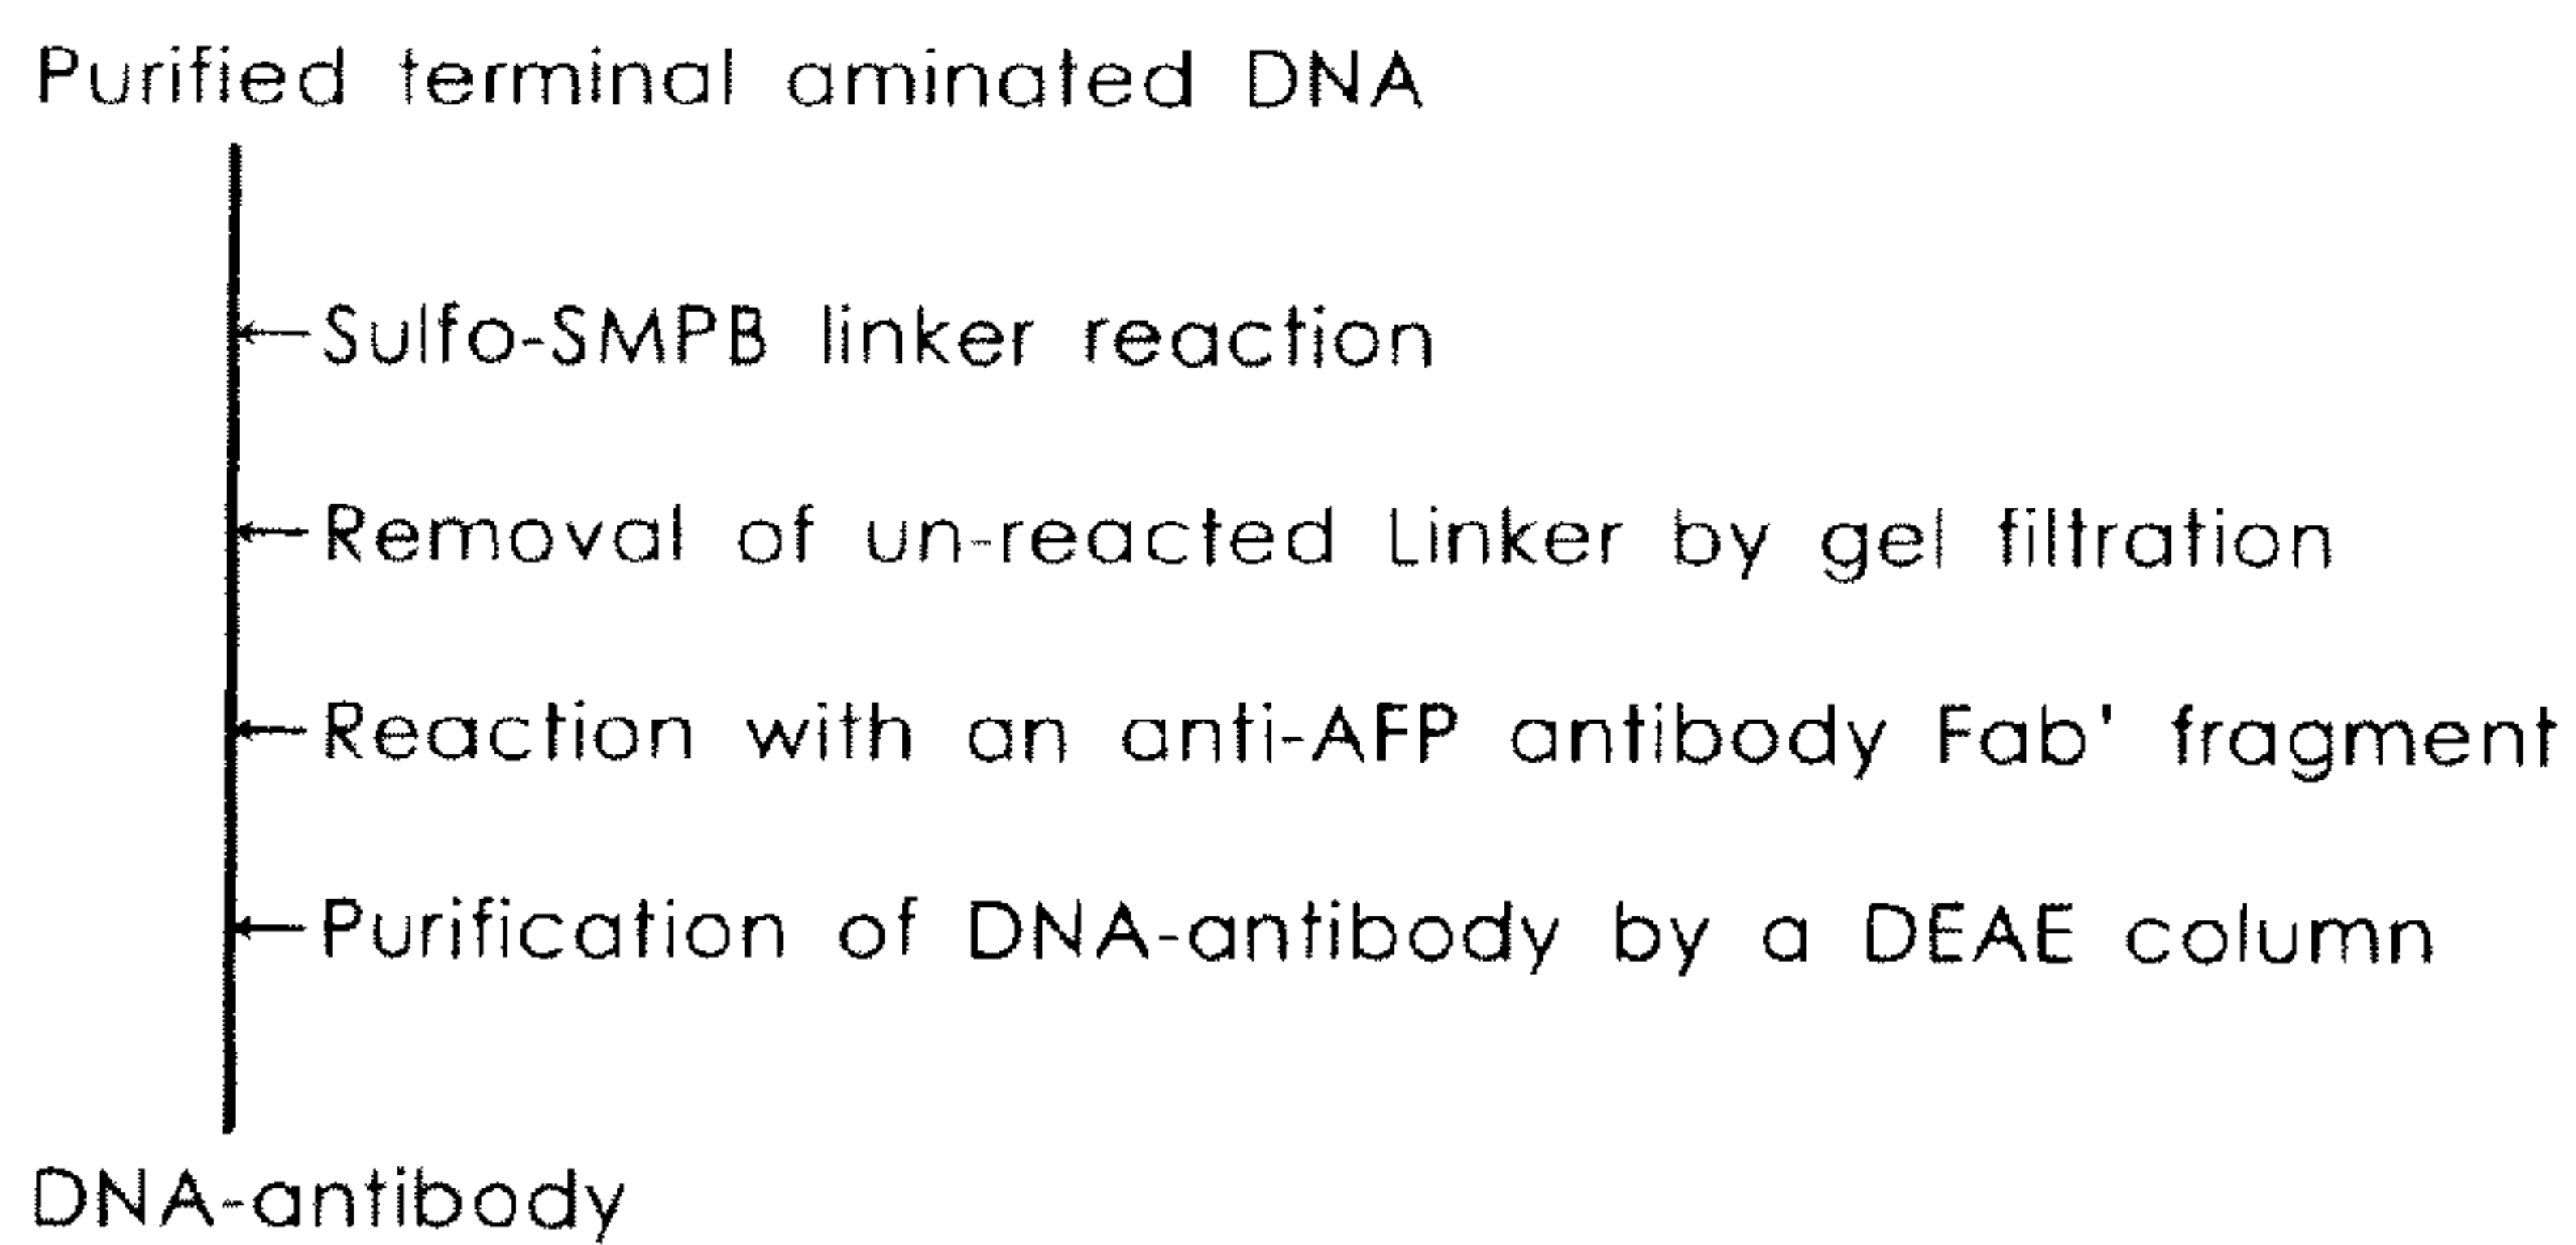 Purified terminal aminated DNA
Sulfo-SMPB linker reaction
Removal of un-reacted Linker by gel filtration
Reaction with an anti-AFP antibody Fab' fragment
Purification of DNA-antibody by a DEAE column
DNA-antibody